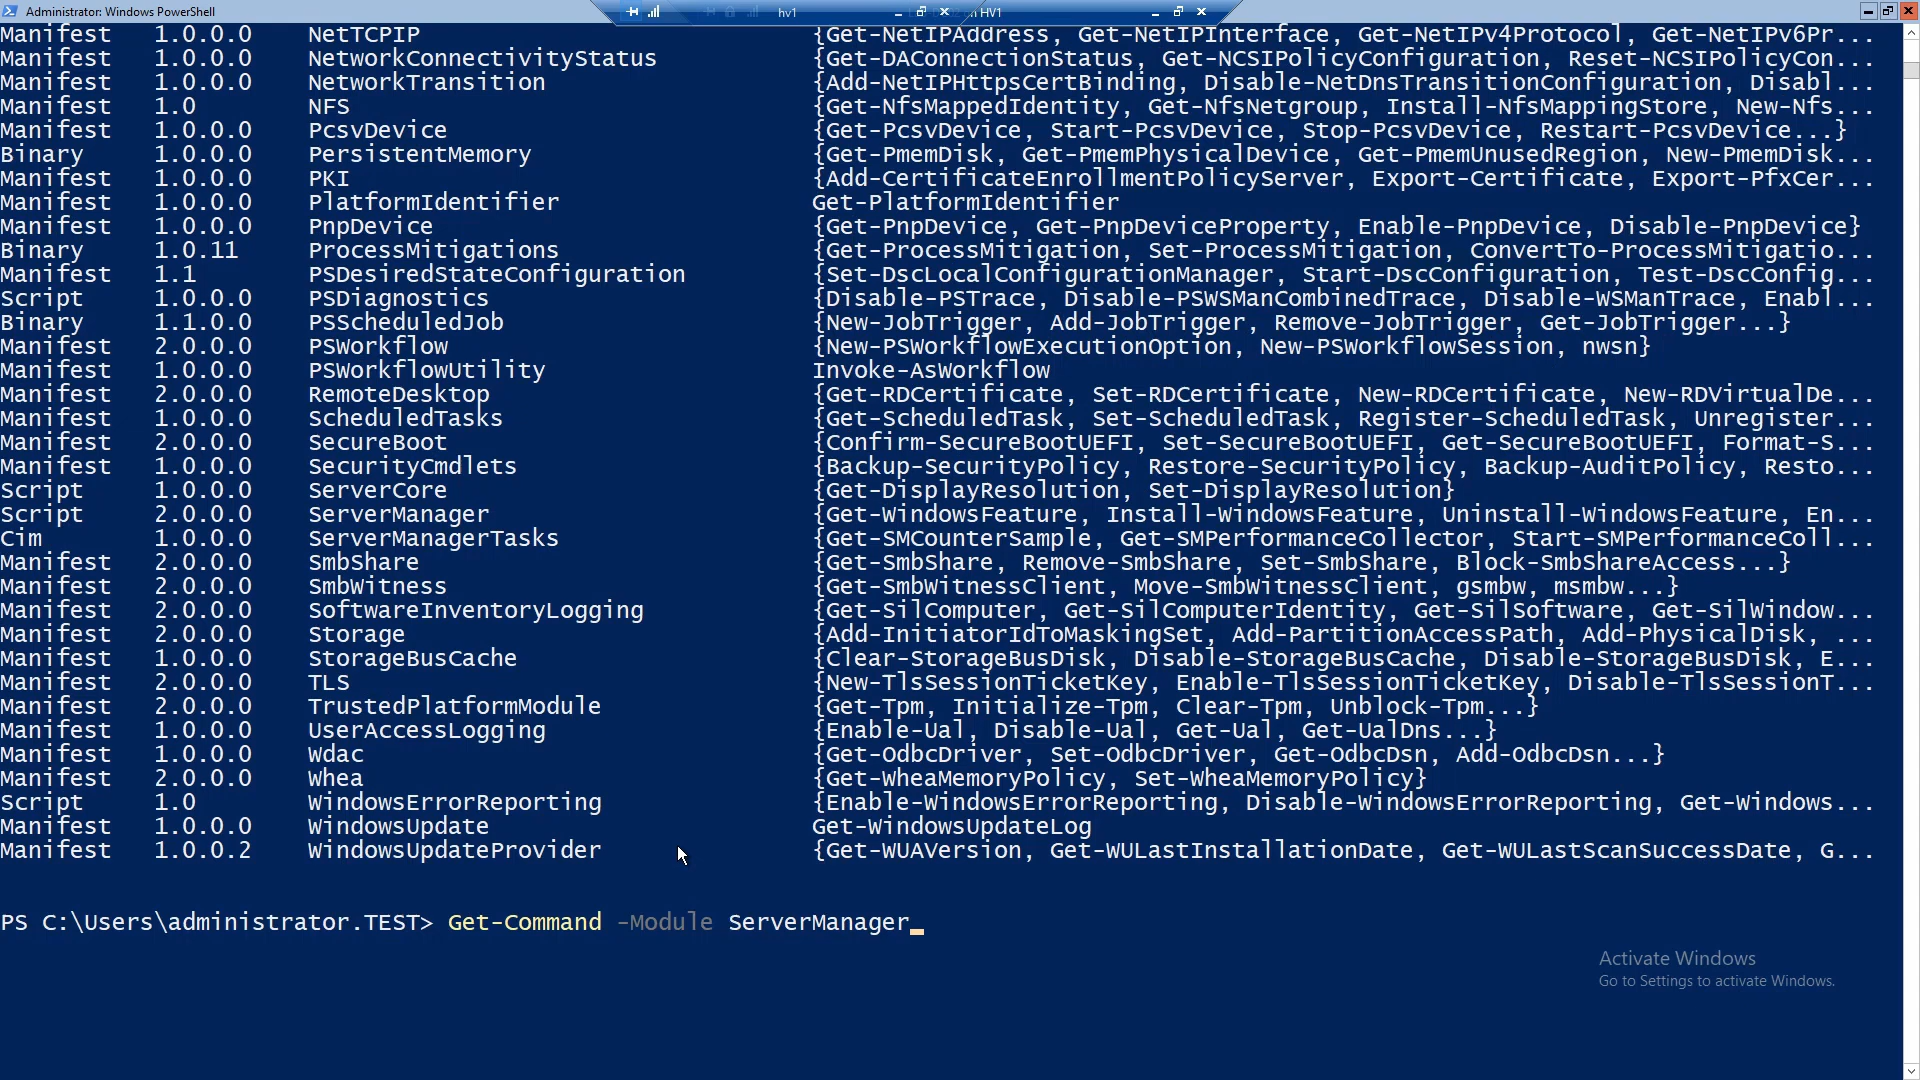 Administrator: Windows PowerShell
hv1
on HV1
Manifest 1.0.0.0 NetTCPIP {Get-NetIPAddress, Get-NetIPInterface, Get-NetIPv4Protocol, Get-NetIPv6Pr...
Manifest 1.0.0.0 NetworkConnectivityStatus {Get-DAConnectionStatus, Get-NCSIPolicyConfiguration, Reset-NCSIPolicyCon...
Manifest 1.0.0.0 NetworkTransition {Add-NetIPHttpsCertBinding, Disable-NetDnsTransitionConfiguration, Disabl...
Manifest 1.0 NFS {Get-NfsMappedIdentity, Get-NfsNetgroup, Install-NfsMappingStore, New-Nfs...
Manifest 1.0.0.0 PcsvDevice {Get-PcsvDevice, Start-PcsvDevice, Stop-PcsvDevice, Restart-PcsvDevice...}
Binary 1.0.0.0 PersistentMemory {Get-PmemDisk, Get-PmemPhysicalDevice, Get-PmemUnusedRegion, New-PmemDisk...
Manifest 1.0.0.0 PKI {Add-CertificateEnrollmentPolicyServer, Export-Certificate, Export-PfxCer...
Manifest 1.0.0.0 PlatformIdentifier Get-PlatformIdentifier
Manifest 1.0.0.0 PnpDevice {Get-PnpDevice, Get-PnpDeviceProperty, Enable-PnpDevice, Disable-PnpDevice}
Binary 1.0.11 ProcessMitigations {Get-ProcessMitigation, Set-ProcessMitigation, ConvertTo-ProcessMitigatio...
Manifest 1.1 PSDesiredStateConfiguration {Set-DscLocalConfigurationManager, Start-DscConfiguration, Test-DscConfig...
Script 1.0.0.0 PSDiagnostics {Disable-PSTrace, Disable-PSWSManCombinedTrace, Disable-WSManTrace, Enabl...
Binary 1.1.0.0 PSScheduledJob {New-JobTrigger, Add-JobTrigger, Remove-JobTrigger, Get-JobTrigger...}
Manifest 2.0.0.0 PSWorkflow {New-PSWorkflowExecutionOption, New-PSWorkflowSession, nwsn}
Manifest 1.0.0.0 PSWorkflowUtility Invoke-AsWorkflow
Manifest 2.0.0.0 RemoteDesktop {Get-RDCertificate, Set-RDCertificate, New-RDCertificate, New-RDVirtualDe...
Manifest 1.0.0.0 ScheduledTasks {Get-ScheduledTask, Set-ScheduledTask, Register-ScheduledTask, Unregister...
Manifest 2.0.0.0 SecureBoot {Confirm-SecureBootUEFI, Set-SecureBootUEFI, Get-SecureBootUEFI, Format-S...
Manifest 1.0.0.0 SecurityCmdlets {Backup-SecurityPolicy, Restore-SecurityPolicy, Backup-AuditPolicy, Resto...
Script 1.0.0.0 ServerCore {Get-DisplayResolution, Set-DisplayResolution}
Script 2.0.0.0 ServerManager {Get-WindowsFeature, Install-WindowsFeature, Uninstall-WindowsFeature, En...
Cim 1.0.0.0 ServerManagerTasks {Get-SMCounterSample, Get-SMPerformanceCollector, Start-SMPerformanceColl...
Manifest 2.0.0.0 SmbShare {Get-SmbShare, Remove-SmbShare, Set-SmbShare, Block-SmbShareAccess...}
Manifest 2.0.0.0 SmbWitness {Get-SmbWitnessClient, Move-SmbWitnessClient, gsmbw, msmbw...}
Manifest 2.0.0.0 SoftwareInventoryLogging {Get-SilComputer, Get-SilComputerIdentity, Get-SilSoftware, Get-SilWindow...
Manifest 2.0.0.0 Storage {Add-InitiatorIdToMaskingSet, Add-PartitionAccessPath, Add-PhysicalDisk, ...
Manifest 1.0.0.0 StorageBusCache {Clear-StorageBusDisk, Disable-StorageBusCache, Disable-StorageBusDisk, E...
Manifest 2.0.0.0 TLS {New-TlsSessionTicketKey, Enable-TlsSessionTicketKey, Disable-TlsSessionT...
Manifest 2.0.0.0 TrustedPlatformModule {Get-Tpm, Initialize-Tpm, Clear-Tpm, Unblock-Tpm...}
Manifest 1.0.0.0 UserAccessLogging {Enable-Ual, Disable-Ual, Get-Ual, Get-UalDns...}
Manifest 1.0.0.0 Wdac {Get-OdbcDriver, Set-OdbcDriver, Get-OdbcDsn, Add-OdbcDsn...}
Manifest 2.0.0.0 Whea {Get-WheaMemoryPolicy, Set-WheaMemoryPolicy}
Script 1.0 WindowsErrorReporting {Enable-WindowsErrorReporting, Disable-WindowsErrorReporting, Get-Windows...
Manifest 1.0.0.0 WindowsUpdate Get-WindowsUpdateLog
Manifest 1.0.0.2 WindowsUpdateProvider {Get-WUAVersion, Get-WULastInstallationDate, Get-WULastScanSuccessDate, G...
PS C:\Users\administrator.TEST> Get-Command -Module ServerManager
Activate Windows
Go to Settings to activate Windows.